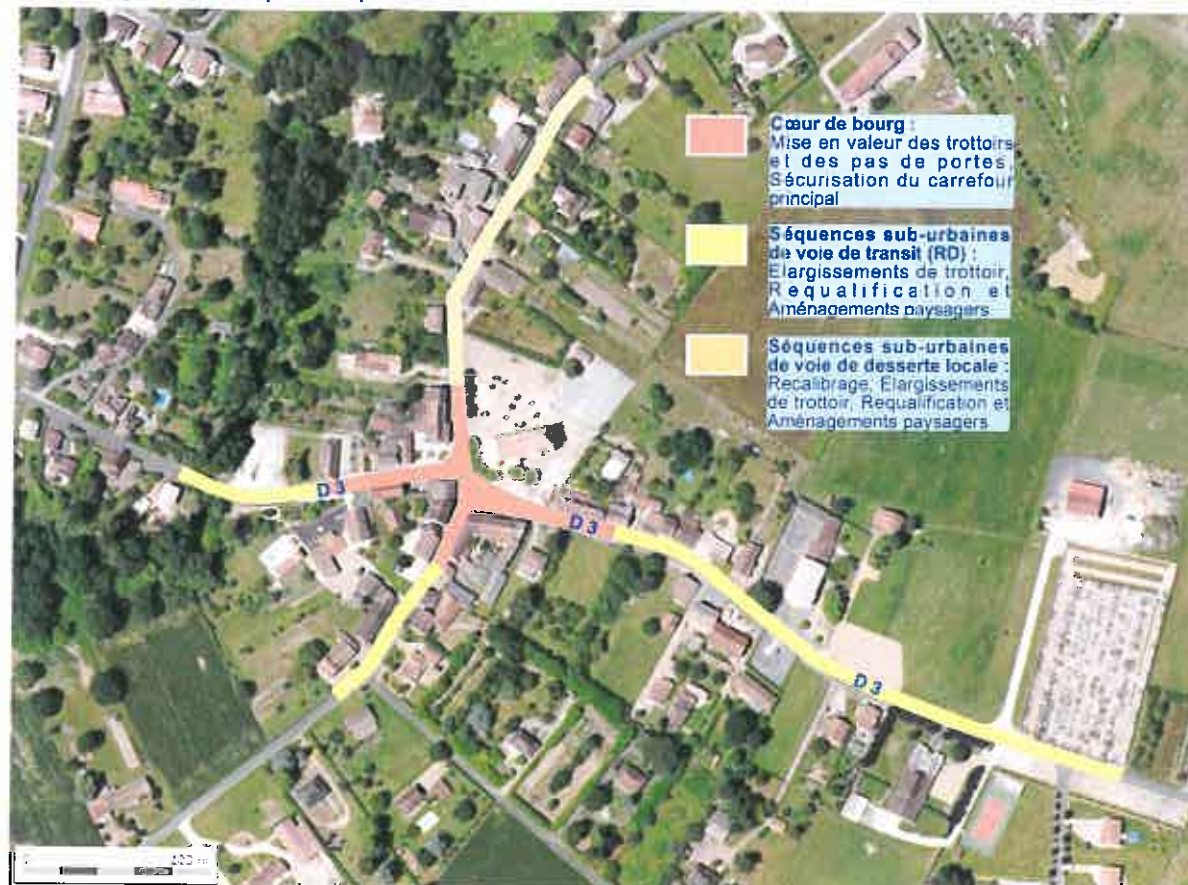 Cœur de bourg :
Mise en valeur des trottoirs
et des pas de portes,
Sécurisation du carrefour
principal
Séquences sub-urbaines
de voie de transit (RD) :
Elargissements de trottoir,
Requalification et
Aménagements paysagers
Séquences sub-urbaines
de voie de desserte locale :
Recalibrage, Elargissements
de trottoir, Requalification et
Aménagements paysagers
D 3
D 3
D 3